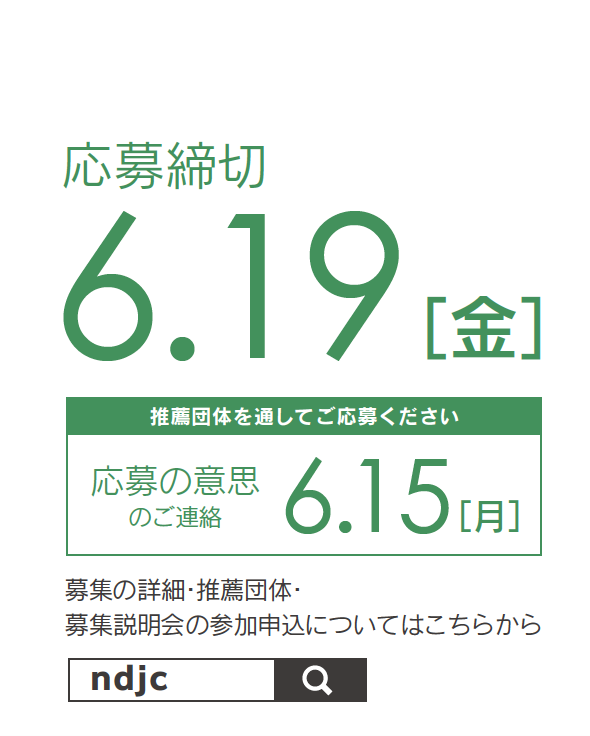 応募締切
6.19[金]
推薦団体を通してご応募ください
応募の意思
のご連絡
6.15[月]
募集の詳細･推薦団体･
募集説明会の参加申込についてはこちらから
ndjc